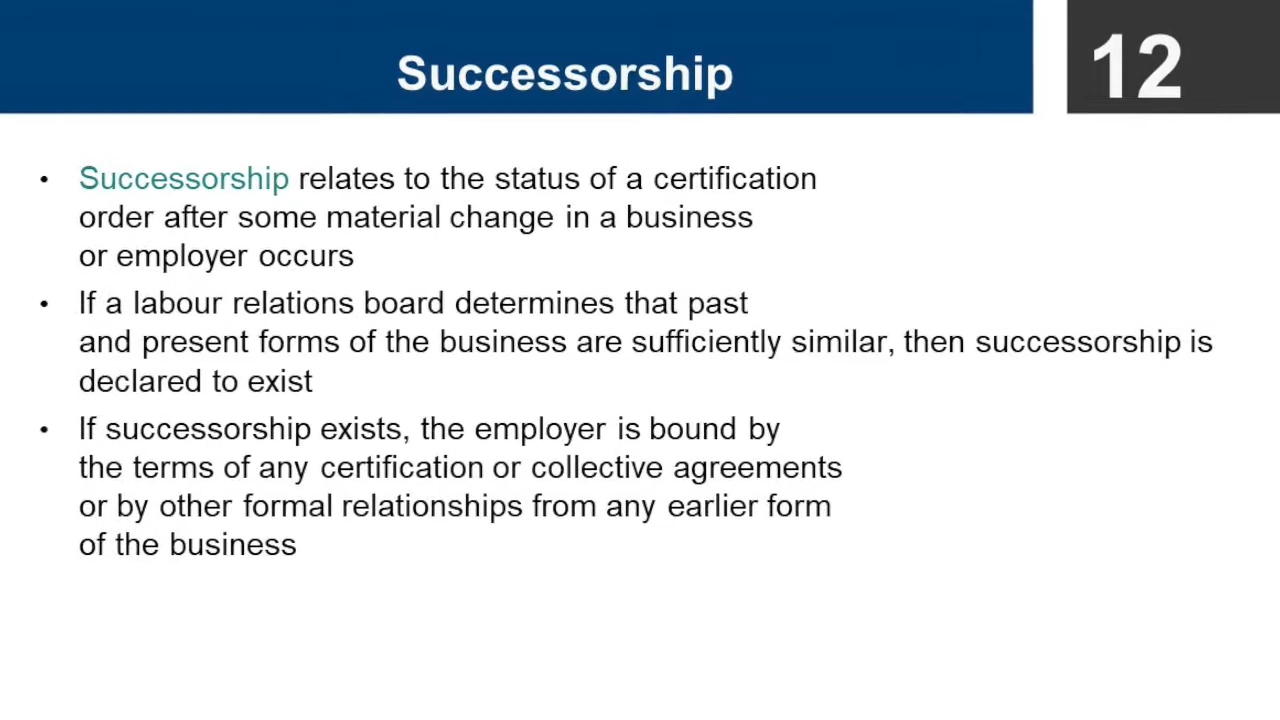 Successorship
12
• Successorship relates to the status of a certification
order after some material change in a business
or employer occurs
• If a labour relations board determines that past
and present forms of the business are sufficiently similar, then successorship is
declared to exist
• If successorship exists, the employer is bound by
the terms of any certification or collective agreements
or by other formal relationships from any earlier form
of the business